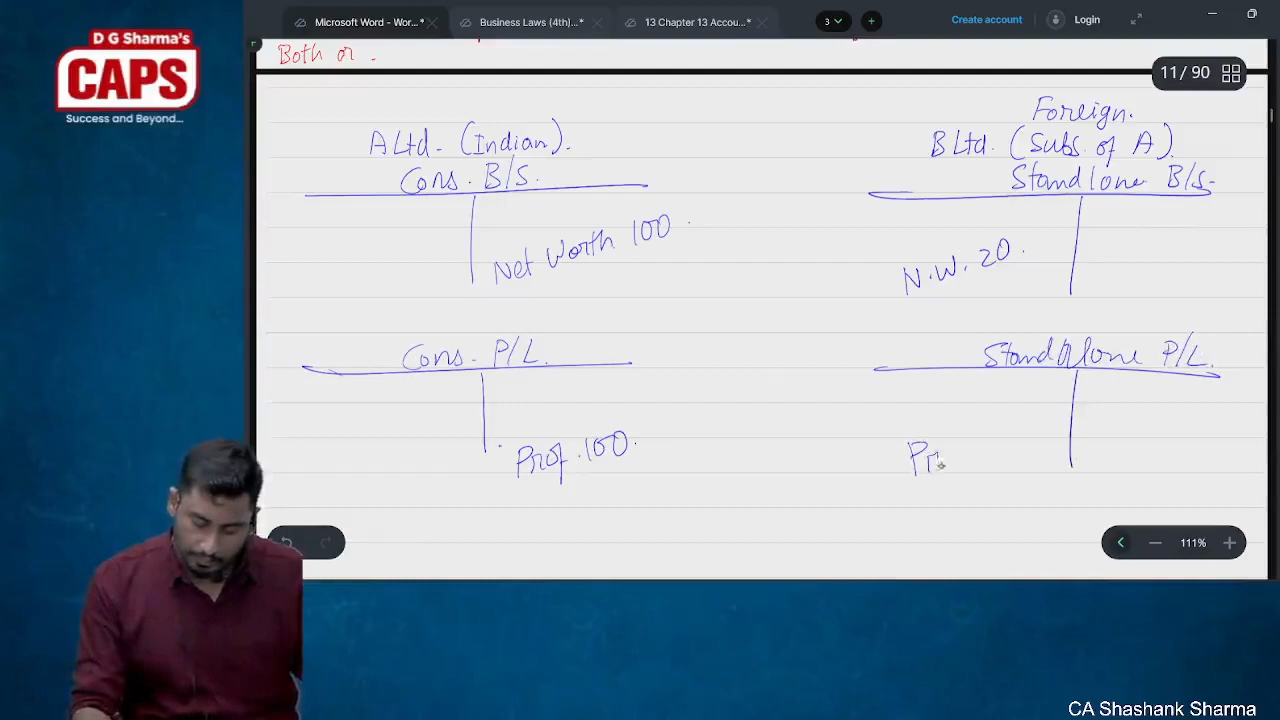 Microsoft Word - Wor...*
Business Laws (4th)...*
13 Chapter 13 Accou...*
3
Create account
Login
D G Sharma's
CAPS
Success and Beyond...
Both or .
11/ 90
A Ltd- (Indian).
Cons. B/S.
Net Worth 100
Foreign.
B Ltd. (Subs. of A).
Standlone B/s-
N.W. 20.
Cons- P/L.
Prof. 100.
Standalone P/L.
Pr
111%
CA Shashank Sharma